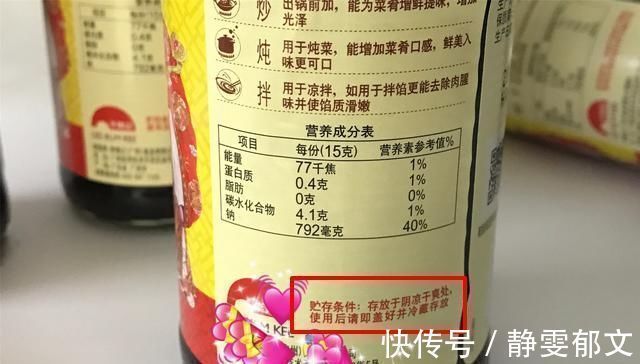 炒 出锅前加，能为菜肴增鲜提味，增加
光泽
炖 用于炖菜，能增加菜肴口感，鲜美入
味更可口
拌 用于凉拌，如用于拌馅更能去除肉腥
味并使馅质滑嫩
营养成分表
项目 每份(15克) 营养素参考值%
能量 77千焦 1%
蛋白质 0.4克 1%
脂肪 0克 0%
碳水化合物 4.1克 1%
钠 792毫克 40%
贮存条件：存放于阴凉干爽处，
使用后请即盖好并冷藏存放
快传号 / 静雯郁文